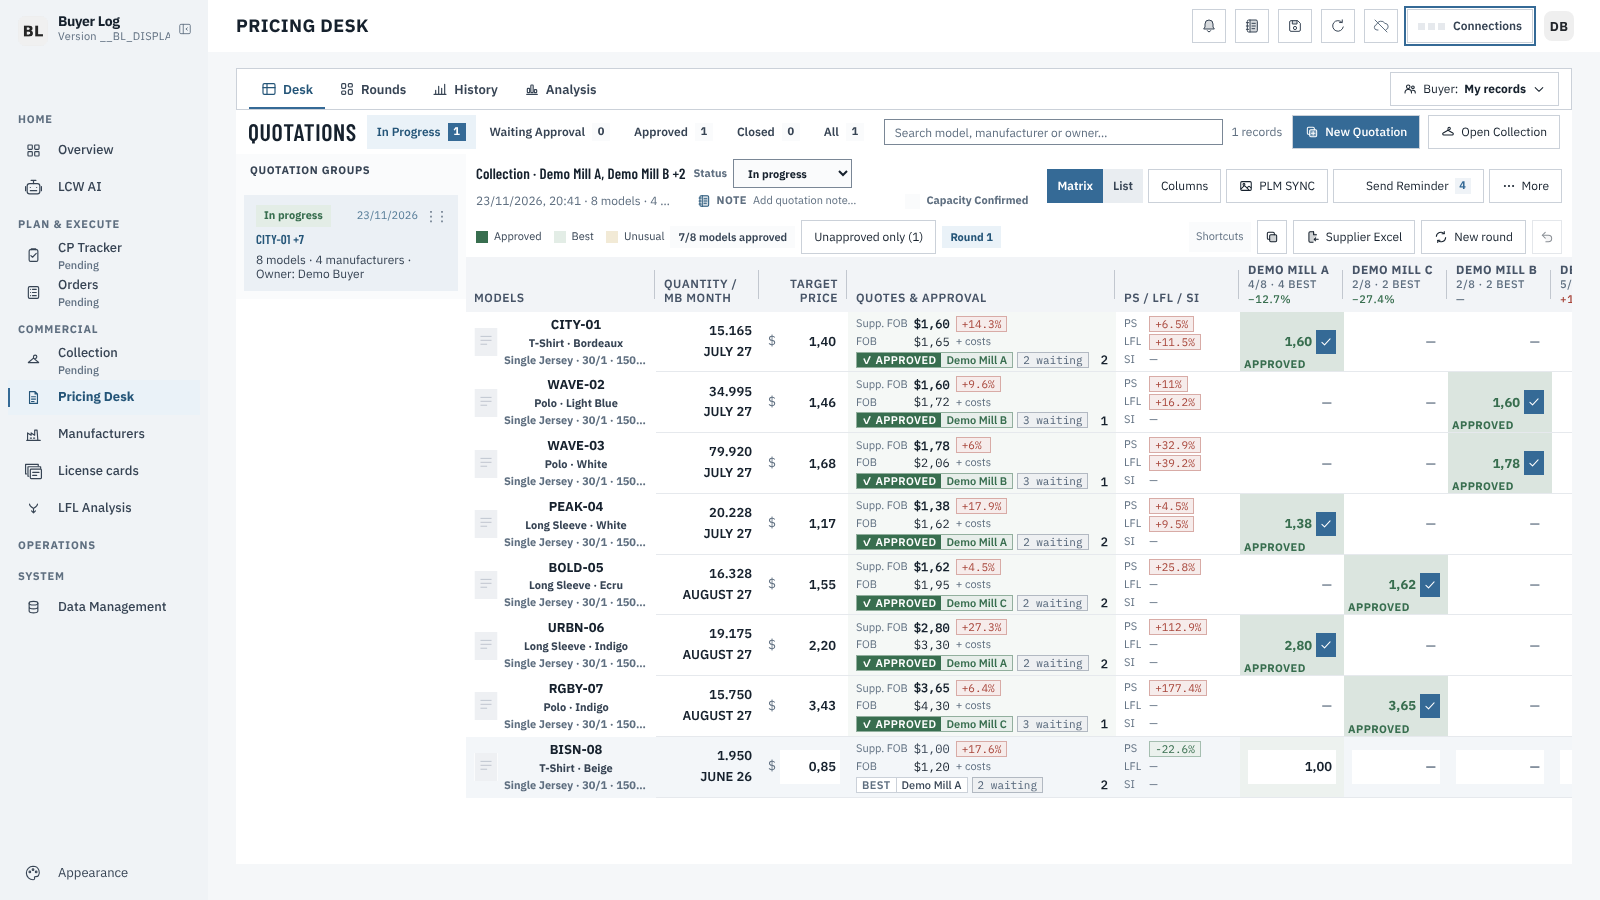 BL
Buyer Log
Version __BL_DISPLA
PRICING DESK
Connections
DB
HOME
Overview
LCW AI
PLAN & EXECUTE
CP Tracker
Pending
Orders
Pending
COMMERCIAL
Collection
Pending
Pricing Desk
Manufacturers
License cards
LFL Analysis
OPERATIONS
SYSTEM
Data Management
Appearance
Desk
Rounds
History
Analysis
Buyer: My records
QUOTATIONS
In Progress 1
Waiting Approval 0
Approved 1
Closed 0
All 1
Search model, manufacturer or owner...
1 records
New Quotation
Open Collection
QUOTATION GROUPS
In progress 23/11/2026
CITY-01 +7
8 models · 4 manufacturers ·
Owner: Demo Buyer
Collection · Demo Mill A, Demo Mill B +2
Status In progress
23/11/2026, 20:41 · 8 models · 4 ...
NOTE Add quotation note...
Capacity Confirmed
Matrix
List
Columns
PLM SYNC
Send Reminder 4
··· More
Approved
Best
Unusual
7/8 models approved
Unapproved only (1)
Round 1
Shortcuts
Supplier Excel
New round
MODELS
QUANTITY /
MB MONTH
TARGET
PRICE
QUOTES & APPROVAL
PS / LFL / SI
DEMO MILL A
4/8 · 4 BEST
−12.7%
DEMO MILL C
2/8 · 2 BEST
−27.4%
DEMO MILL B
2/8 · 2 BEST
—
DE
5/
+1
CITY-01
T-Shirt · Bordeaux
Single Jersey · 30/1 · 150...
15.165
JULY 27
$ 1,40
Supp. FOB $1,60 +14.3%
FOB $1,65 + costs
✓ APPROVED Demo Mill A 2 waiting 2
PS +6.5%
LFL +11.5%
SI —
1,60
APPROVED
—
—
WAVE-02
Polo · Light Blue
Single Jersey · 30/1 · 150...
34.995
JULY 27
$ 1,46
Supp. FOB $1,60 +9.6%
FOB $1,72 + costs
✓ APPROVED Demo Mill B 3 waiting 1
PS +11%
LFL +16.2%
SI —
—
—
1,60
APPROVED
WAVE-03
Polo · White
Single Jersey · 30/1 · 150...
79.920
JULY 27
$ 1,68
Supp. FOB $1,78 +6%
FOB $2,06 + costs
✓ APPROVED Demo Mill B 3 waiting 1
PS +32.9%
LFL +39.2%
SI —
—
—
1,78
APPROVED
PEAK-04
Long Sleeve · White
Single Jersey · 30/1 · 150...
20.228
JULY 27
$ 1,17
Supp. FOB $1,38 +17.9%
FOB $1,62 + costs
✓ APPROVED Demo Mill A 2 waiting 2
PS +4.5%
LFL +9.5%
SI —
1,38
APPROVED
—
—
BOLD-05
Long Sleeve · Ecru
Single Jersey · 30/1 · 150...
16.328
AUGUST 27
$ 1,55
Supp. FOB $1,62 +4.5%
FOB $1,95 + costs
✓ APPROVED Demo Mill C 2 waiting 2
PS +25.8%
LFL —
SI —
—
1,62
APPROVED
—
URBN-06
Long Sleeve · Indigo
Single Jersey · 30/1 · 150...
19.175
AUGUST 27
$ 2,20
Supp. FOB $2,80 +27.3%
FOB $3,30 + costs
✓ APPROVED Demo Mill A 2 waiting 2
PS +112.9%
LFL —
SI —
2,80
APPROVED
—
—
RGBY-07
Polo · Indigo
Single Jersey · 30/1 · 150...
15.750
AUGUST 27
$ 3,43
Supp. FOB $3,65 +6.4%
FOB $4,30 + costs
✓ APPROVED Demo Mill C 3 waiting 1
PS +177.4%
LFL —
SI —
—
3,65
APPROVED
—
BISN-08
T-Shirt · Beige
Single Jersey · 30/1 · 150...
1.950
JUNE 26
$ 0,85
Supp. FOB $1,00 +17.6%
FOB $1,20 + costs
BEST Demo Mill A 2 waiting 2
PS -22.6%
LFL —
SI —
1,00
—
—